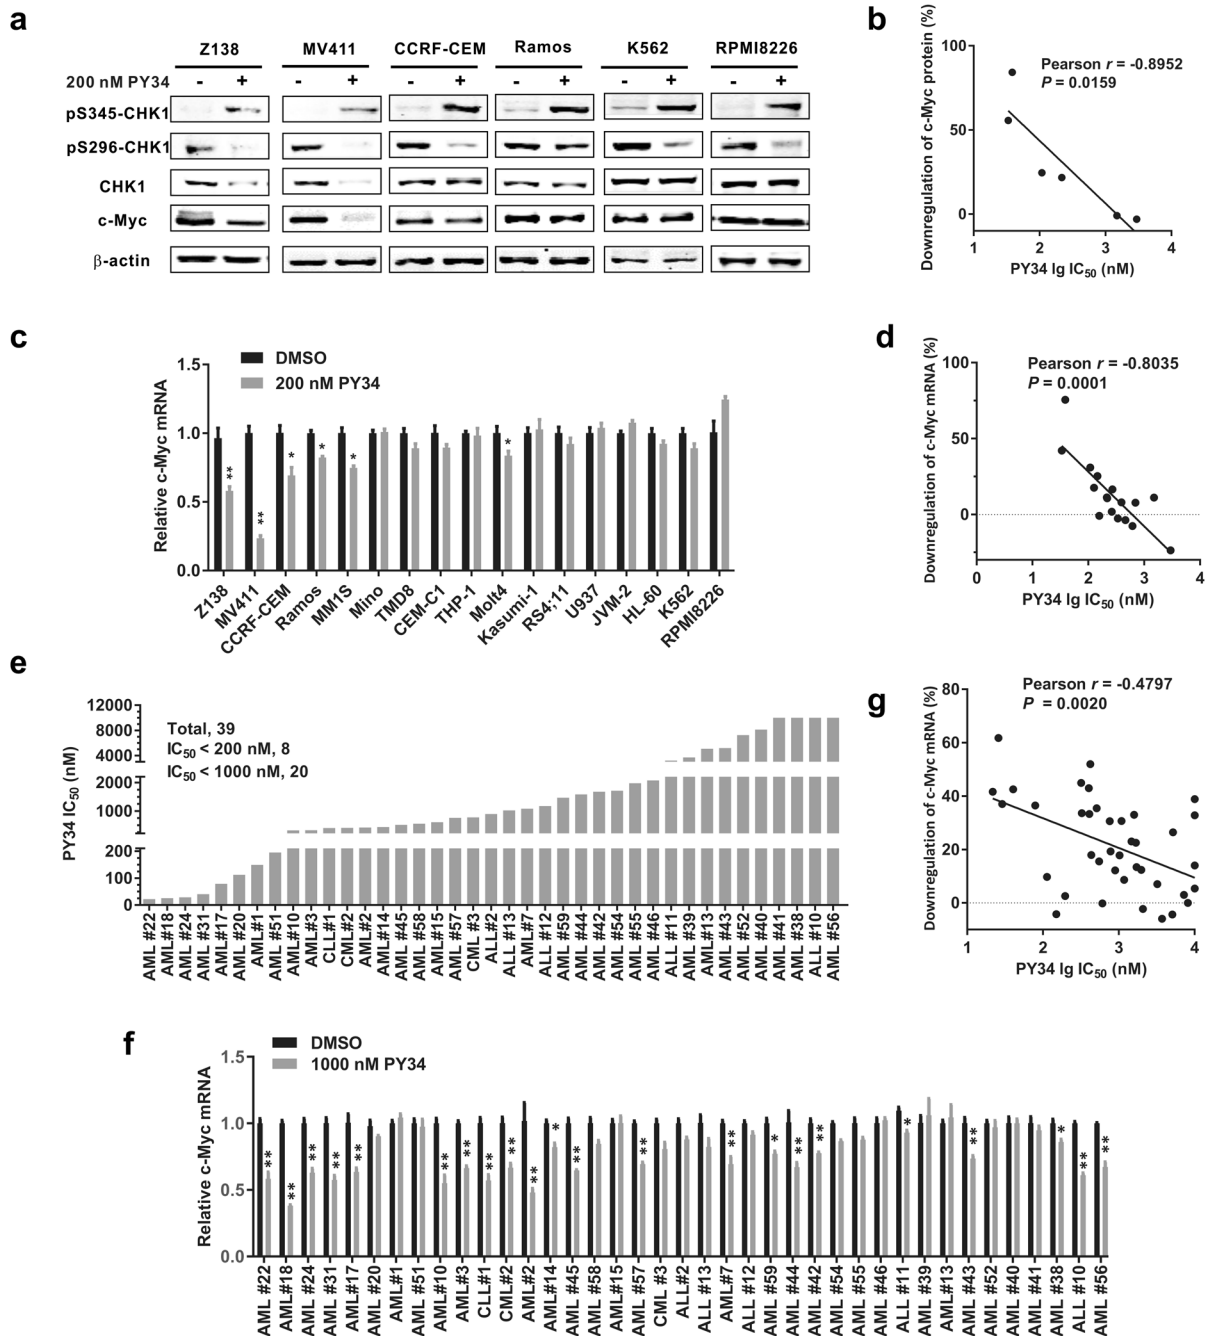 a
Z138 MV411 CCRF-CEM Ramos K562 RPMI8226
200 nM PY34 - + - + - + - + - + - +
pS345-CHK1
pS296-CHK1
CHK1
c-Myc
β-actin
b
Downregulation of c-Myc protein (%)
100
50
0
Pearson r = -0.8952
P = 0.0159
1 2 3 4
PY34 lg IC50 (nM)
c
Relative c-Myc mRNA
1.5
1.0
0.5
0.0
DMSO
200 nM PY34
** ** * * * *
Z138 MV411 CCRF-CEM Ramos MM1S Mino TMD8 CEM-C1 THP-1 Molt4 Kasumi-1 RS4;11 U937 JVM-2 HL-60 K562 RPMI8226
d
Downregulation of c-Myc mRNA (%)
100
50
0
Pearson r = -0.8035
P = 0.0001
0 1 2 3 4
PY34 lg IC50 (nM)
e
PY34 IC50 (nM)
12000
8000
4000
2000
1000
200
100
0
Total, 39
IC50 < 200 nM, 8
IC50 < 1000 nM, 20
AML #22 AML#18 AML #24 AML #31 AML#17 AML #20 AML#1 AML #51 AML#10 AML#3 CLL#1 CML#2 AML#2 AML#14 AML#45 AML #58 AML#15 AML #57 CML #3 ALL#2 ALL #13 AML#7 ALL #12 AML #59 AML #44 AML #42 AML #54 AML #55 AML #46 ALL #11 AML #39 AML#13 AML #43 AML #52 AML #40 AML #41 AML #38 ALL #10 AML #56
g
Downregulation of c-Myc mRNA (%)
80
60
40
20
0
Pearson r = -0.4797
P = 0.0020
1 2 3 4
PY34 lg IC50 (nM)
f
Relative c-Myc mRNA
1.5
1.0
0.5
0.0
DMSO
1000 nM PY34
** ** ** ** ** ** ** ** ** ** * ** ** ** * ** ** * ** * ** **
AML #22 AML#18 AML #24 AML #31 AML#17 AML #20 AML#1 AML #51 AML#10 AML#3 CLL#1 CML#2 AML#2 AML#14 AML#45 AML #58 AML#15 AML #57 CML #3 ALL#2 ALL #13 AML#7 ALL #12 AML #59 AML #44 AML #42 AML #54 AML #55 AML #46 ALL #11 AML #39 AML#13 AML #43 AML #52 AML #40 AML #41 AML #38 ALL #10 AML #56